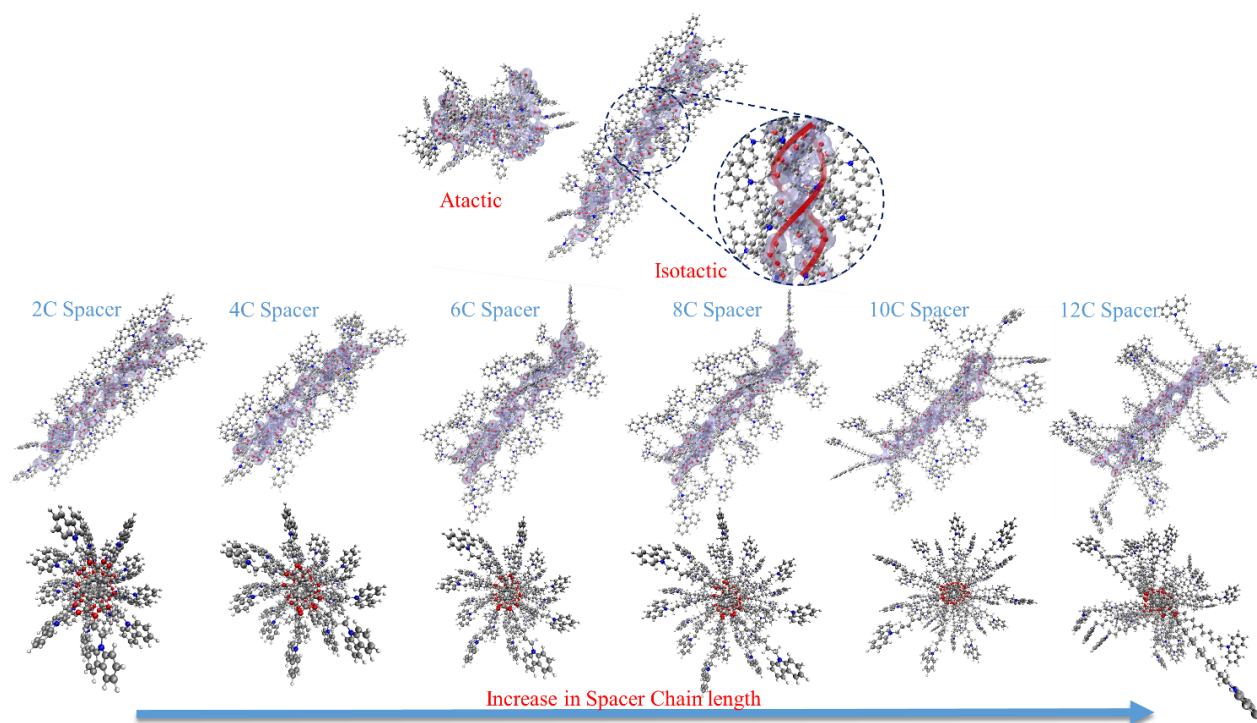 Atactic
Isotactic
2C Spacer
4C Spacer
6C Spacer
8C Spacer
10C Spacer
12C Spacer
Increase in Spacer Chain length